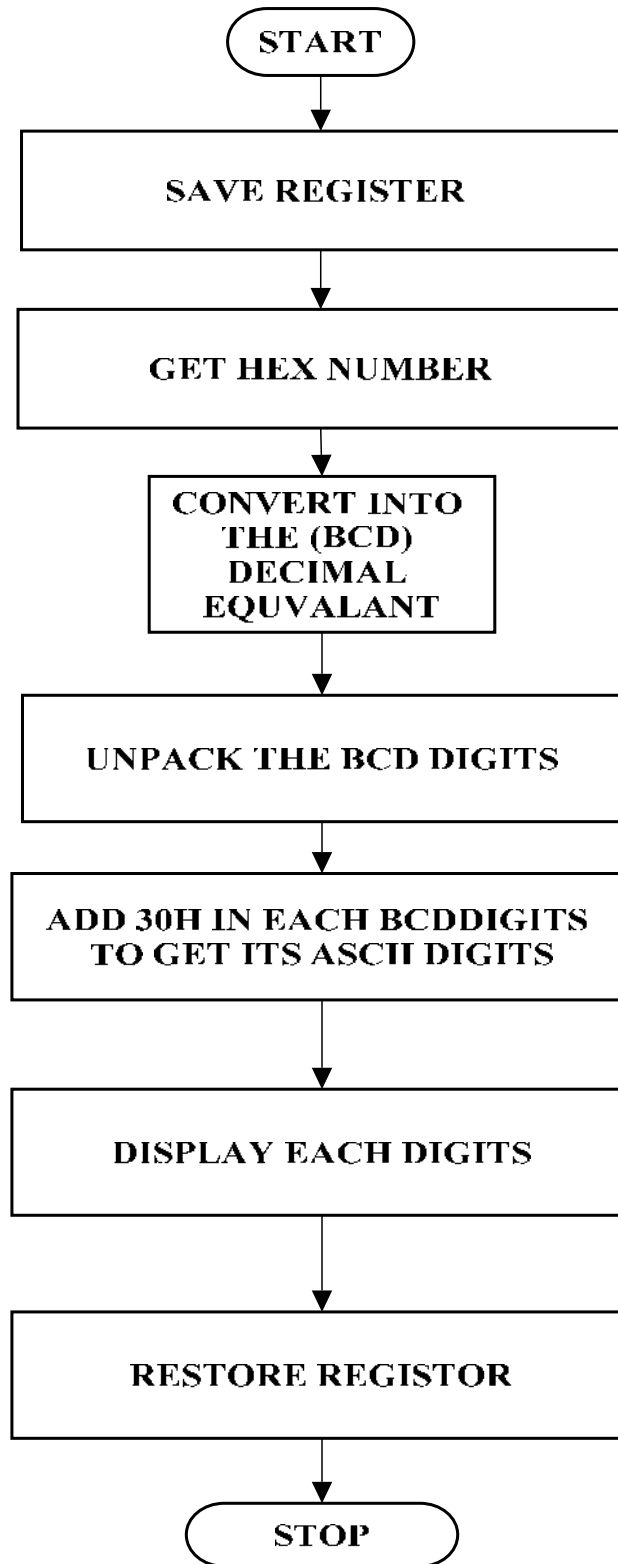 START
SAVE REGISTER
GET HEX NUMBER
CONVERT INTO
THE (BCD)
DECIMAL
EQUVALANT
UNPACK THE BCD DIGITS
ADD 30H IN EACH BCDDIGITS
TO GET ITS ASCII DIGITS
DISPLAY EACH DIGITS
RESTORE REGISTOR
STOP